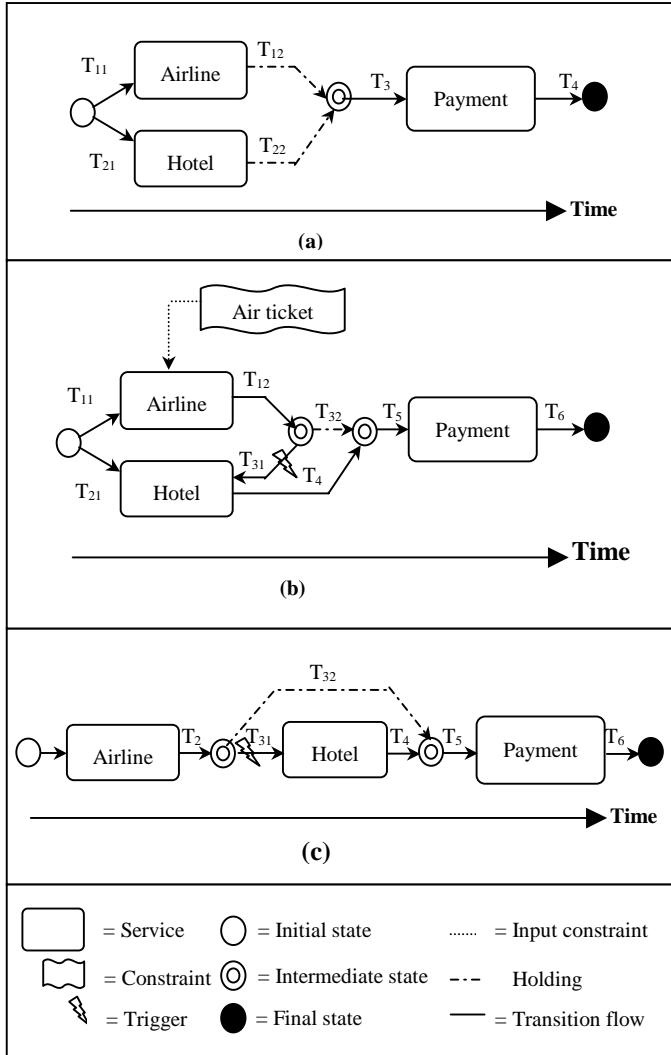 T12
T11
Airline
T3
T4
Payment
T21
Hotel
T22
Time
(a)
Air ticket
T11
T12
Airline
T32
T5
T6
Payment
T31
T21
Hotel
T4
Time
(b)
T32
T2
T31
T4
T5
T6
Airline
Hotel
Payment
Time
(c)
= Service
= Initial state
= Input constraint
= Constraint
= Intermediate state
Holding
= Trigger
= Final state
= Transition flow